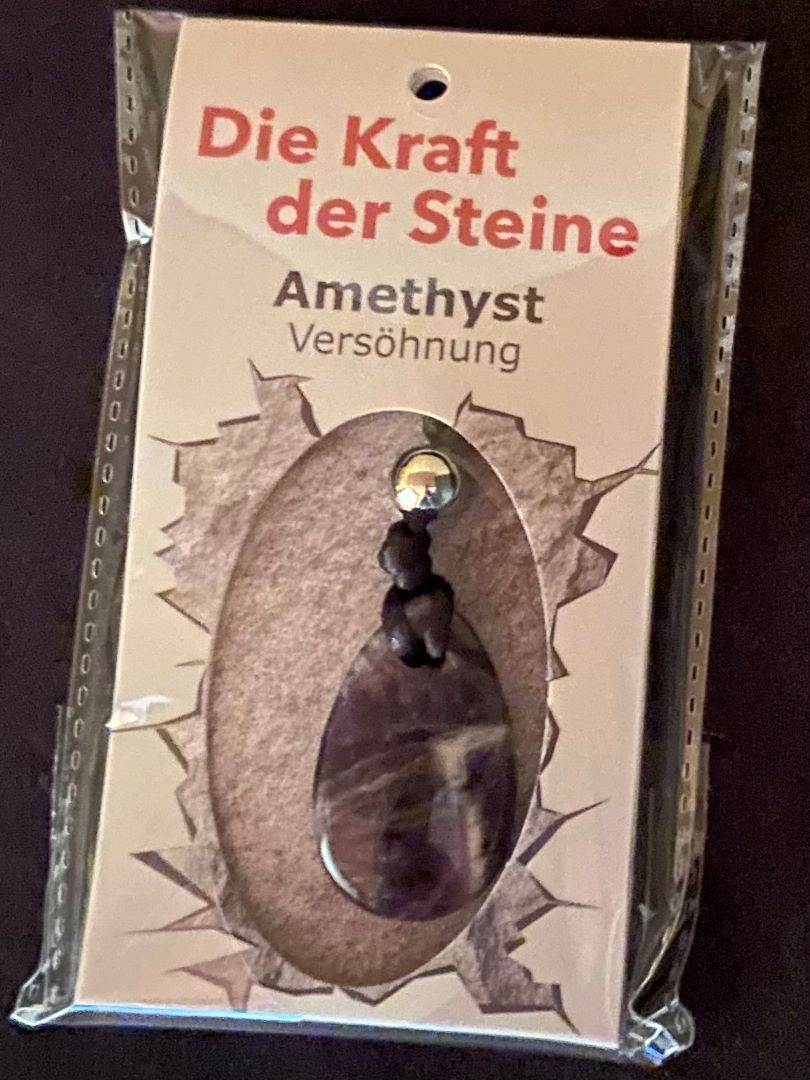 Die Kraft
der Steine
Amethyst
Versöhnung